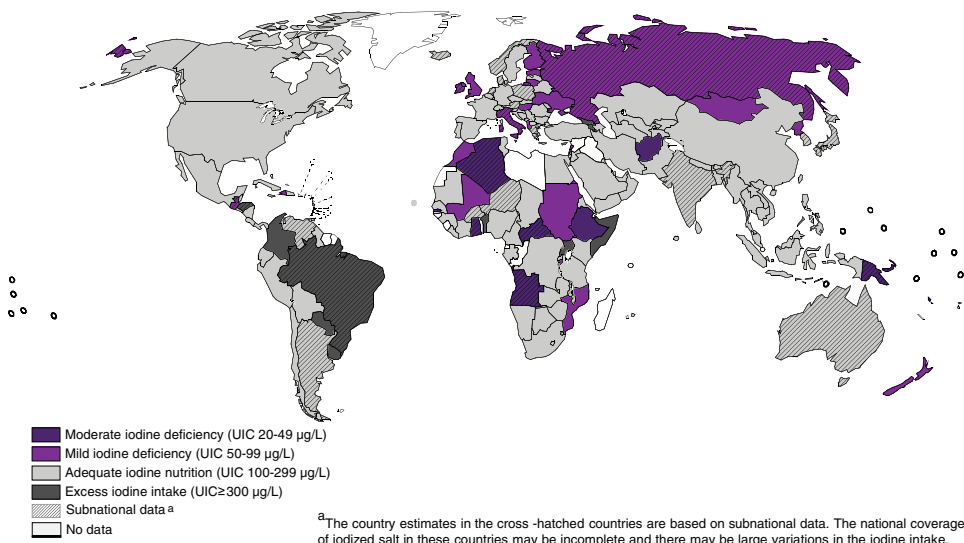 Moderate iodine deficiency (UIC 20-49 µg/L)
Mild iodine deficiency (UIC 50-99 µg/L)
Adequate iodine nutrition (UIC 100-299 µg/L)
Excess iodine intake (UIC≥300 µg/L)
Subnational data a
No data
aThe country estimates in the cross -hatched countries are based on subnational data. The national coverage
of iodized salt in these countries may be incomplete and there may be large variations in the iodine intake.